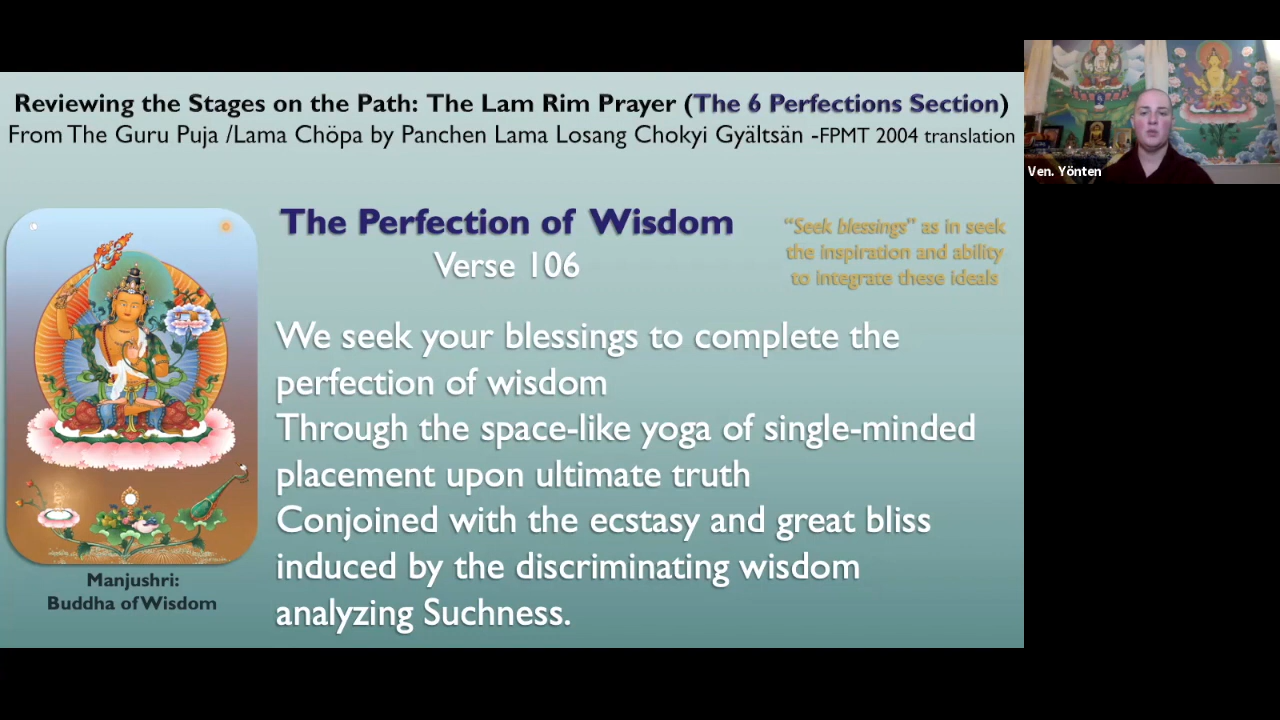 Reviewing the Stages on the Path: The Lam Rim Prayer (The 6 Perfections Section)
From The Guru Puja /Lama Chöpa by Panchen Lama Losang Chokyi Gyältsän -FPMT 2004 translation
The Perfection of Wisdom
Verse 106
“Seek blessings” as in seek
the inspiration and ability
to integrate these ideals
We seek your blessings to complete the
perfection of wisdom
Through the space-like yoga of single-minded
placement upon ultimate truth
Conjoined with the ecstasy and great bliss
induced by the discriminating wisdom
analyzing Suchness.
Manjushri:
Buddha of Wisdom
Ven. Yönten